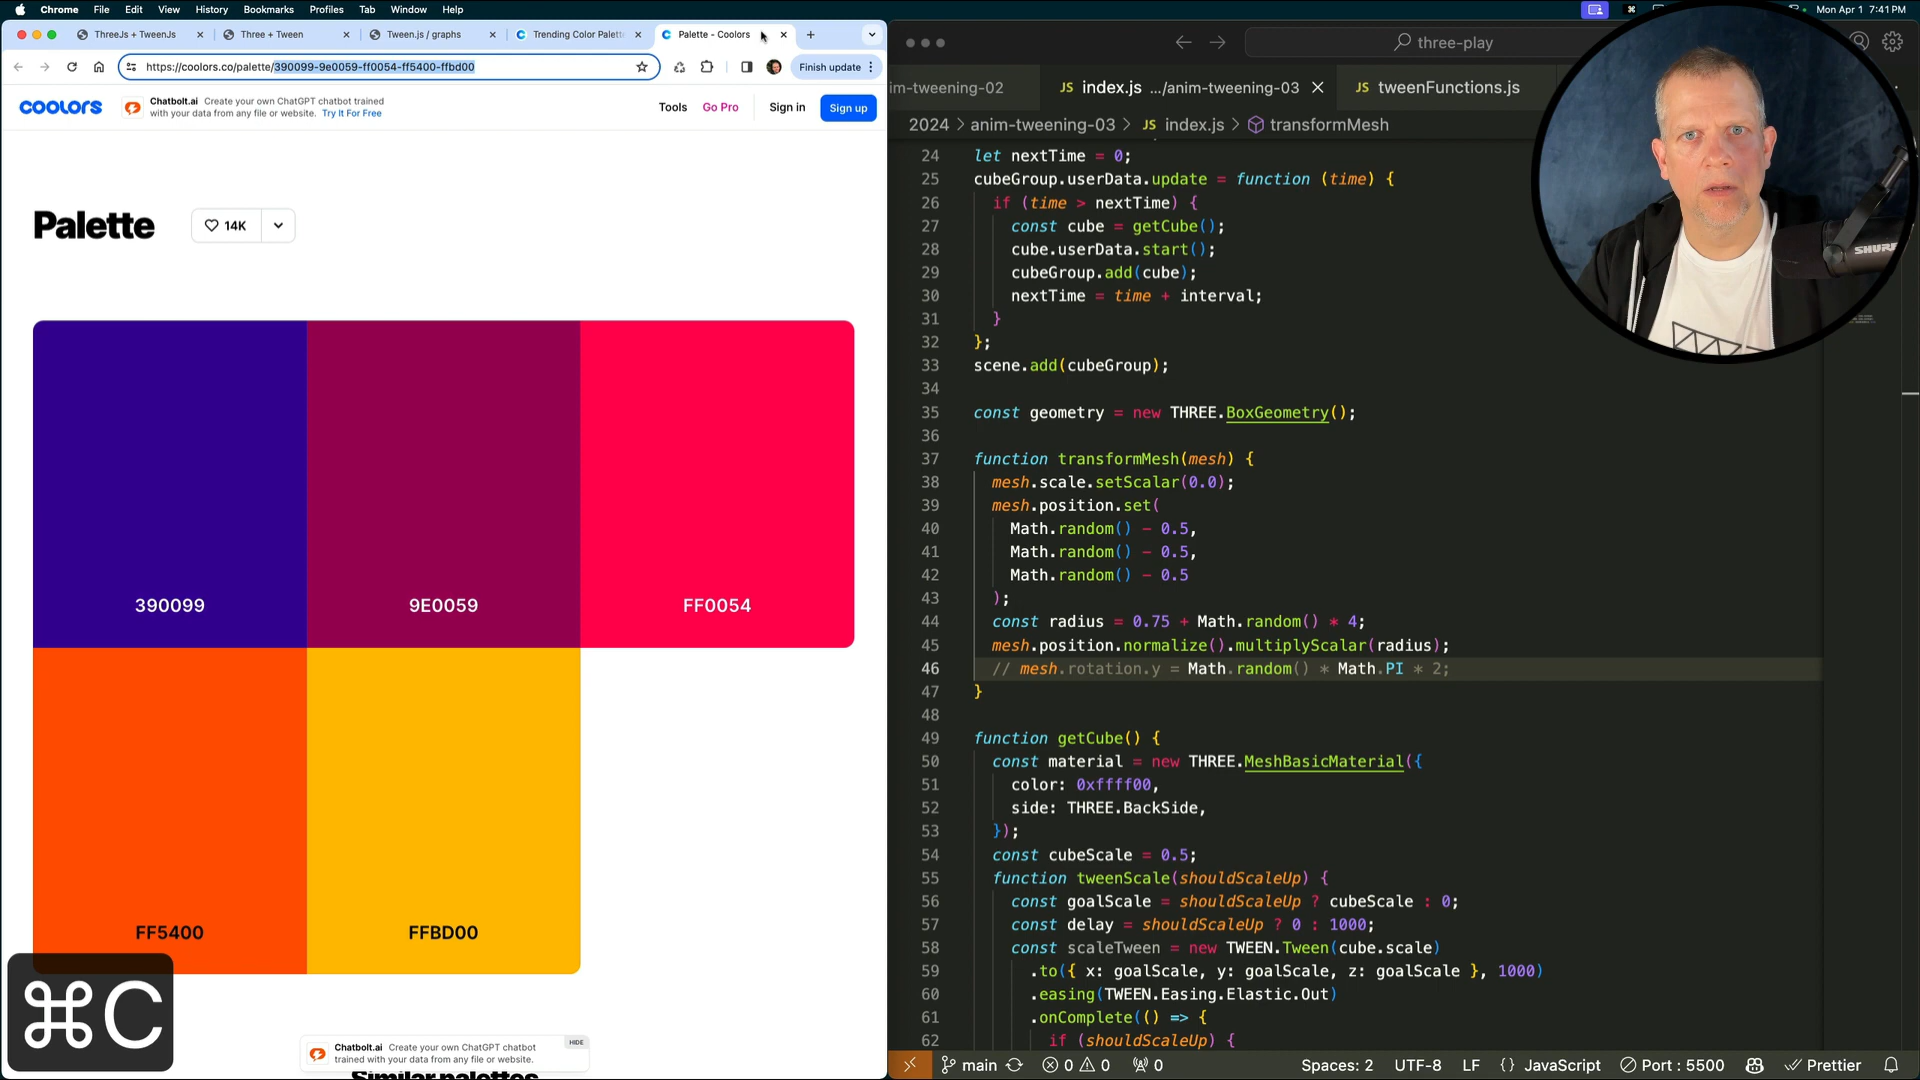 Chrome File Edit View History Bookmarks Profiles Tab Window Help
Mon Apr 1 7:41 PM
ThreeJs + TweenJs
Three + Tween
Tween.js / graphs
Trending Color Palett
Palette - Coolors
https://coolors.co/palette/390099-9e0059-ff0054-ff5400-ffbd00
Finish update
coolors
Chatbolt.ai Create your own ChatGPT chatbot trained
with your data from any file or website. Try It For Free
Tools
Go Pro
Sign in
Sign up
Palette
14K
390099
9E0059
FF0054
FF5400
FFBD00
⌘C
Chatbolt.ai Create your own ChatGPT chatbot
trained with your data from any file or website.
HIDE
Similar palettes
three-play
im-tweening-02
JS index.js .../anim-tweening-03
JS tweenFunctions.js
2024 > anim-tweening-03 > JS index.js > transformMesh
24 let nextTime = 0;
25 cubeGroup.userData.update = function (time) {
26 if (time > nextTime) {
27 const cube = getCube();
28 cube.userData.start();
29 cubeGroup.add(cube);
30 nextTime = time + interval;
31 }
32 };
33 scene.add(cubeGroup);
34
35 const geometry = new THREE.BoxGeometry();
36
37 function transformMesh(mesh) {
38 mesh.scale.setScalar(0.0);
39 mesh.position.set(
40 Math.random() - 0.5,
41 Math.random() - 0.5,
42 Math.random() - 0.5
43 );
44 const radius = 0.75 + Math.random() * 4;
45 mesh.position.normalize().multiplyScalar(radius);
46 // mesh.rotation.y = Math.random() * Math.PI * 2;
47 }
48
49 function getCube() {
50 const material = new THREE.MeshBasicMaterial({
51 color: 0xffff00,
52 side: THREE.BackSide,
53 });
54 const cubeScale = 0.5;
55 function tweenScale(shouldScaleUp) {
56 const goalScale = shouldScaleUp ? cubeScale : 0;
57 const delay = shouldScaleUp ? 0 : 1000;
58 const scaleTween = new TWEEN.Tween(cube.scale)
59 .to({ x: goalScale, y: goalScale, z: goalScale }, 1000)
60 .easing(TWEEN.Easing.Elastic.Out)
61 .onComplete(() => {
62 if (shouldScaleUp) {
main 0 0 0 Spaces: 2 UTF-8 LF {} JavaScript Port : 5500 Prettier
SHURE